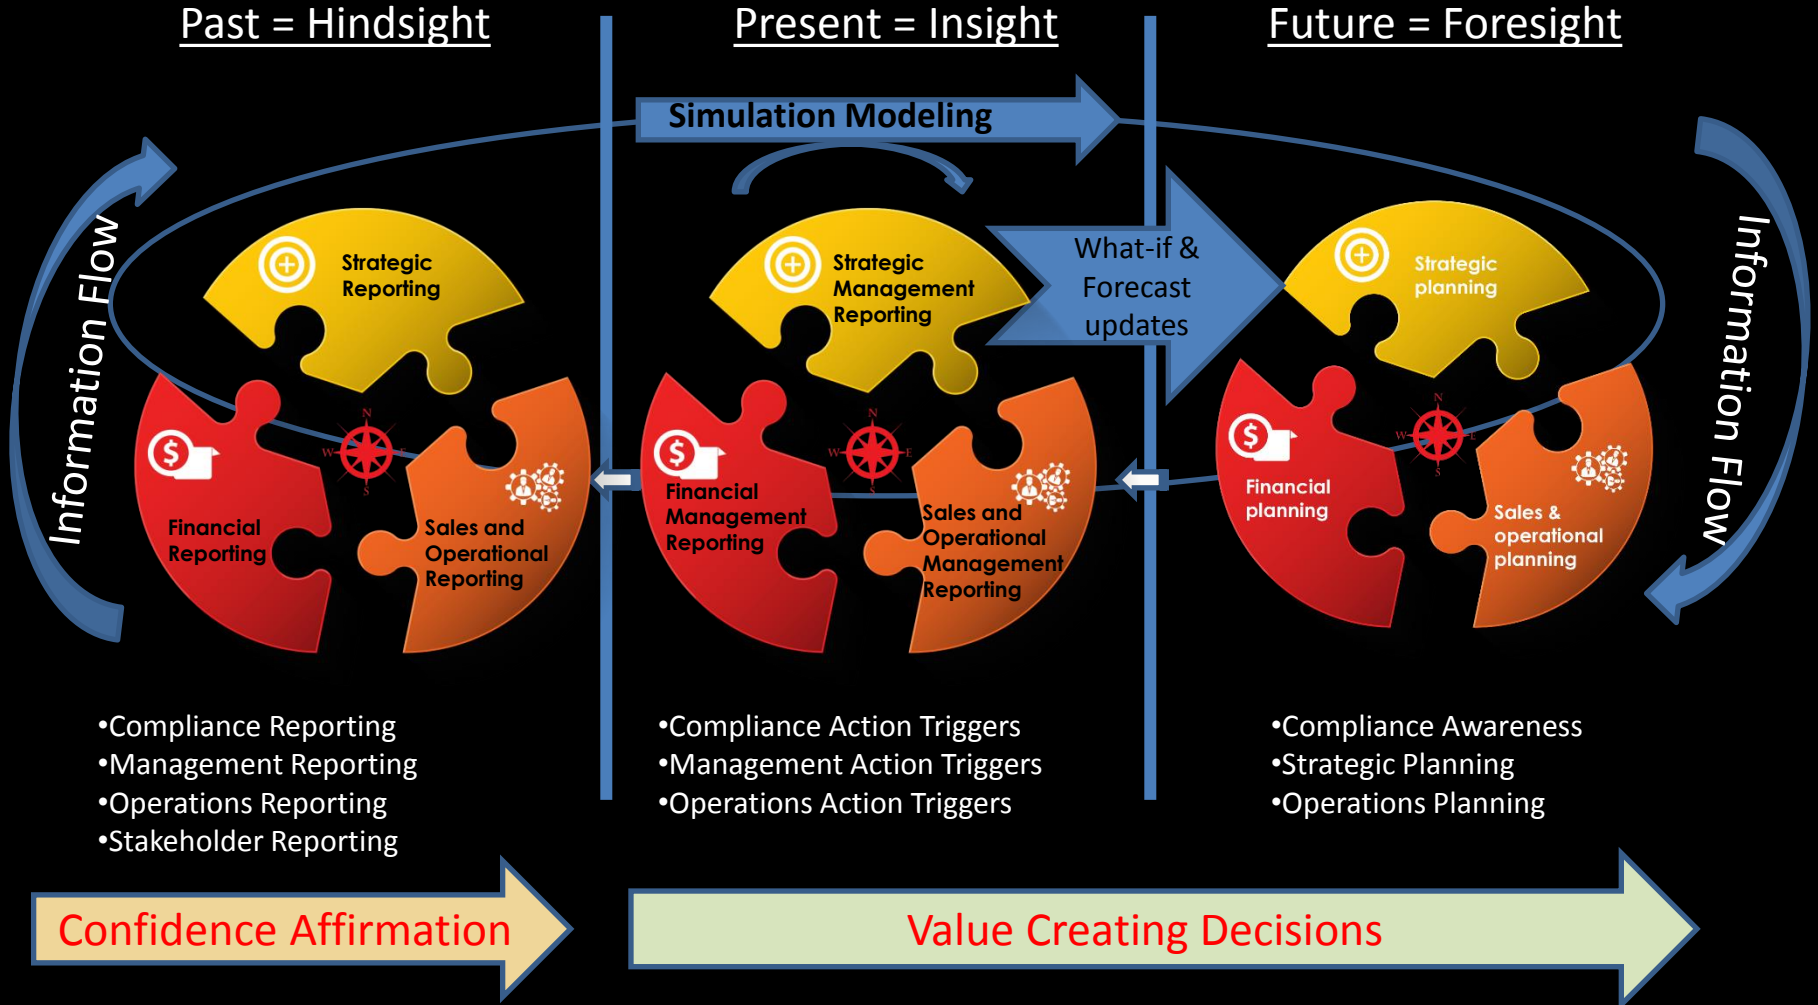 Past = Hindsight
Present = Insight
Future = Foresight
Simulation Modeling
Information Flow
Strategic
Reporting
Financial
Reporting
Sales and
Operational
Reporting
N
W
E
S
Strategic
Management
Reporting
Financial
Management
Reporting
Sales and
Operational
Management
Reporting
N
W
E
S
What-if &
Forecast
updates
Strategic
planning
Financial
planning
Sales &
operational
planning
N
W
E
S
Information Flow
•Compliance Reporting
•Management Reporting
•Operations Reporting
•Stakeholder Reporting
•Compliance Action Triggers
•Management Action Triggers
•Operations Action Triggers
•Compliance Awareness
•Strategic Planning
•Operations Planning
Confidence Affirmation
Value Creating Decisions